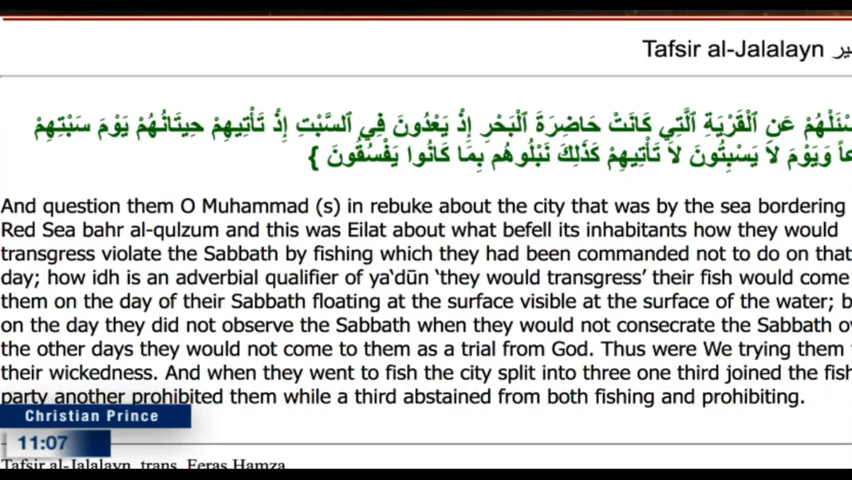 Tafsir al-Jalalayn
لْهُمْ عَنِ ٱلْقَرْيَةِ ٱلَّتِي كَانَتْ حَاضِرَةَ ٱلْبَحْرِ إِذْ يَعْدُونَ فِي ٱلسَّبْتِ إِذْ تَأْتِيهِمْ حِيتَانُهُمْ يَوْمَ سَبْتِهِمْ
وَيَوْمَ لاَ يَسْبِتُونَ لاَ تَأْتِيهِمْ كَذَلِكَ نَبْلُوهُم بِمَا كَانُوا يَفْسُقُونَ }
And question them O Muhammad (s) in rebuke about the city that was by the sea bordering
Red Sea bahr al-qulzum and this was Eilat about what befell its inhabitants how they would
transgress violate the Sabbath by fishing which they had been commanded not to do on that
day; how idh is an adverbial qualifier of ya‘dūn ‘they would transgress’ their fish would come
them on the day of their Sabbath floating at the surface visible at the surface of the water;
on the day they did not observe the Sabbath when they would not consecrate the Sabbath
the other days they would not come to them as a trial from God. Thus were We trying them
their wickedness. And when they went to fish the city split into three one third joined the
party another prohibited them while a third abstained from both fishing and prohibiting.
Christian Prince
11:07
Tafsir al-Jalalayn, trans. Feras Hamza